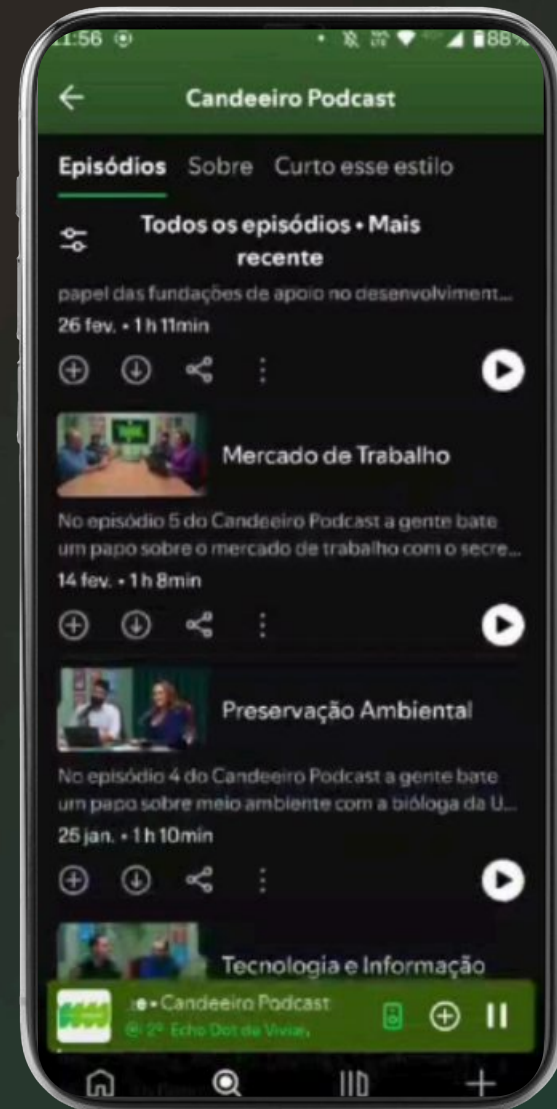 11:56
88%
Candeeiro Podcast
Episódios Sobre Curto esse estilo
Todos os episódios • Mais
recente
papel das fundações de apoio no desenvolviment...
26 fev. • 1 h 11min
Mercado de Trabalho
No episódio 5 do Candeeiro Podcast a gente bate
um papo sobre o mercado de trabalho com o secre...
14 fev. • 1 h 8min
Preservação Ambiental
No episódio 4 do Candeeiro Podcast a gente bate
um papo sobre meio ambiente com a bióloga da U...
25 jan. • 1 h 10min
Tecnologia e Informação
e • Candeeiro Podcast
2º Echo Dot de